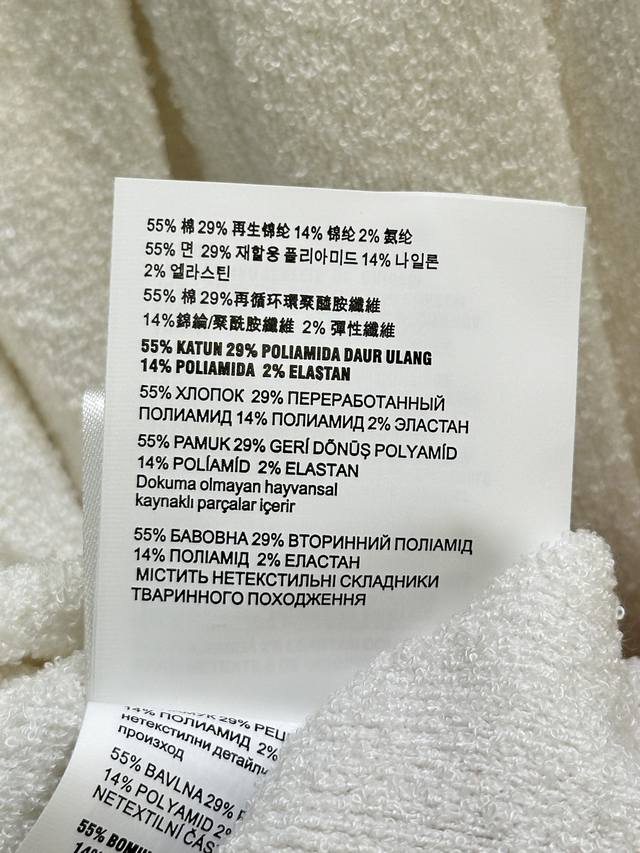 55% 棉 29% 再生锦纶 14% 锦纶 2% 氨纶
55% 면 29% 재할용 폴리아미드 14% 나일론
2% 엘라스틴
55% 棉 29%再循环環聚醯胺纖維
14%錦綸/聚酰胺纖維 2% 彈性纖維
55% KATUN 29% POLIAMIDA DAUR ULANG
14% POLIAMIDA 2% ELASTAN
55% ХЛОПОК 29% ПЕРЕРАБОТАННЫЙ
ПОЛИАМИД 14% ПОЛИАМИД 2% ЭЛАСТАН
55% PAMUK 29% GERİ DÕNÜŞ POLYAMİD
14% POLİAMİD 2% ELASTAN
Dokuma olmayan hayvansal
kaynaklı parçalar içerir
55% БАВОВНА 29% ВТОРИННИЙ ПОЛІАМІД
14% ПОЛІАМІД 2% ЕЛАСТАН
МІСТИТЬ НЕТЕКСТИЛЬНІ СКЛАДНИКИ
ТВАРИННОГО ПОХОДЖЕННЯ
29%
14% ПОЛИАМИД 2%
нетекстилни
произход
55% BAVLNA 29%
14% POLYAMID
NETEXTILNÍ
55%